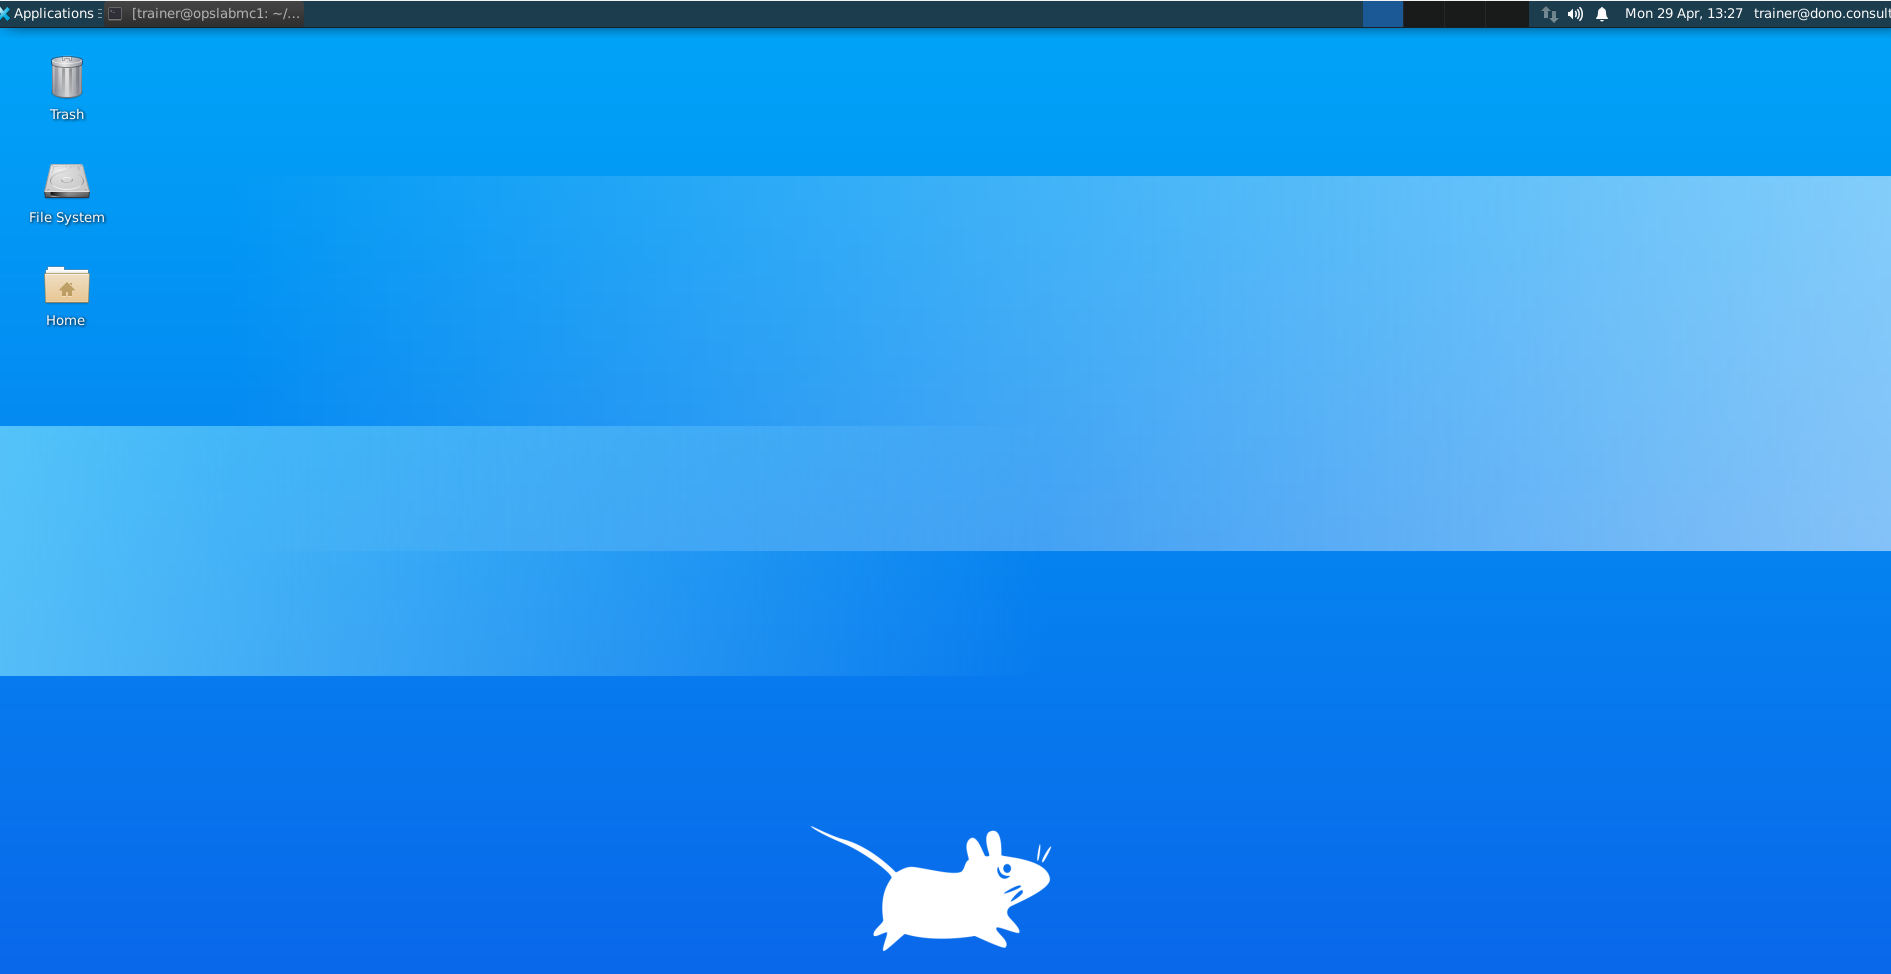 Applications
[trainer@opslabmc1: ~/...
Mon 29 Apr, 13:27
trainer@dono.consult
Trash
File System
Home